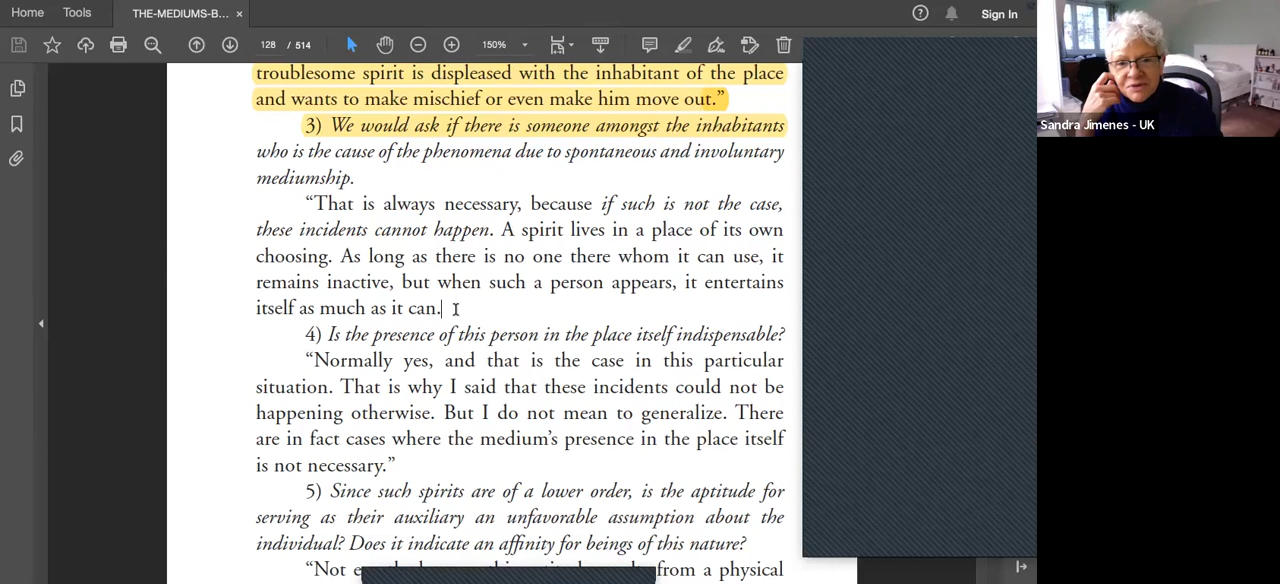 Home Tools THE-MEDIUMS-B... × Sign In
128 / 514 150%
troublesome spirit is displeased with the inhabitant of the place
and wants to make mischief or even make him move out.”
3) We would ask if there is someone amongst the inhabitants
who is the cause of the phenomena due to spontaneous and involuntary
mediumship.
“That is always necessary, because if such is not the case,
these incidents cannot happen. A spirit lives in a place of its own
choosing. As long as there is no one there whom it can use, it
remains inactive, but when such a person appears, it entertains
itself as much as it can.
4) Is the presence of this person in the place itself indispensable?
“Normally yes, and that is the case in this particular
situation. That is why I said that these incidents could not be
happening otherwise. But I do not mean to generalize. There
are in fact cases where the medium’s presence in the place itself
is not necessary.”
5) Since such spirits are of a lower order, is the aptitude for
serving as their auxiliary an unfavorable assumption about the
individual? Does it indicate an affinity for beings of this nature?
“Not from a physical
Sandra Jimenes - UK